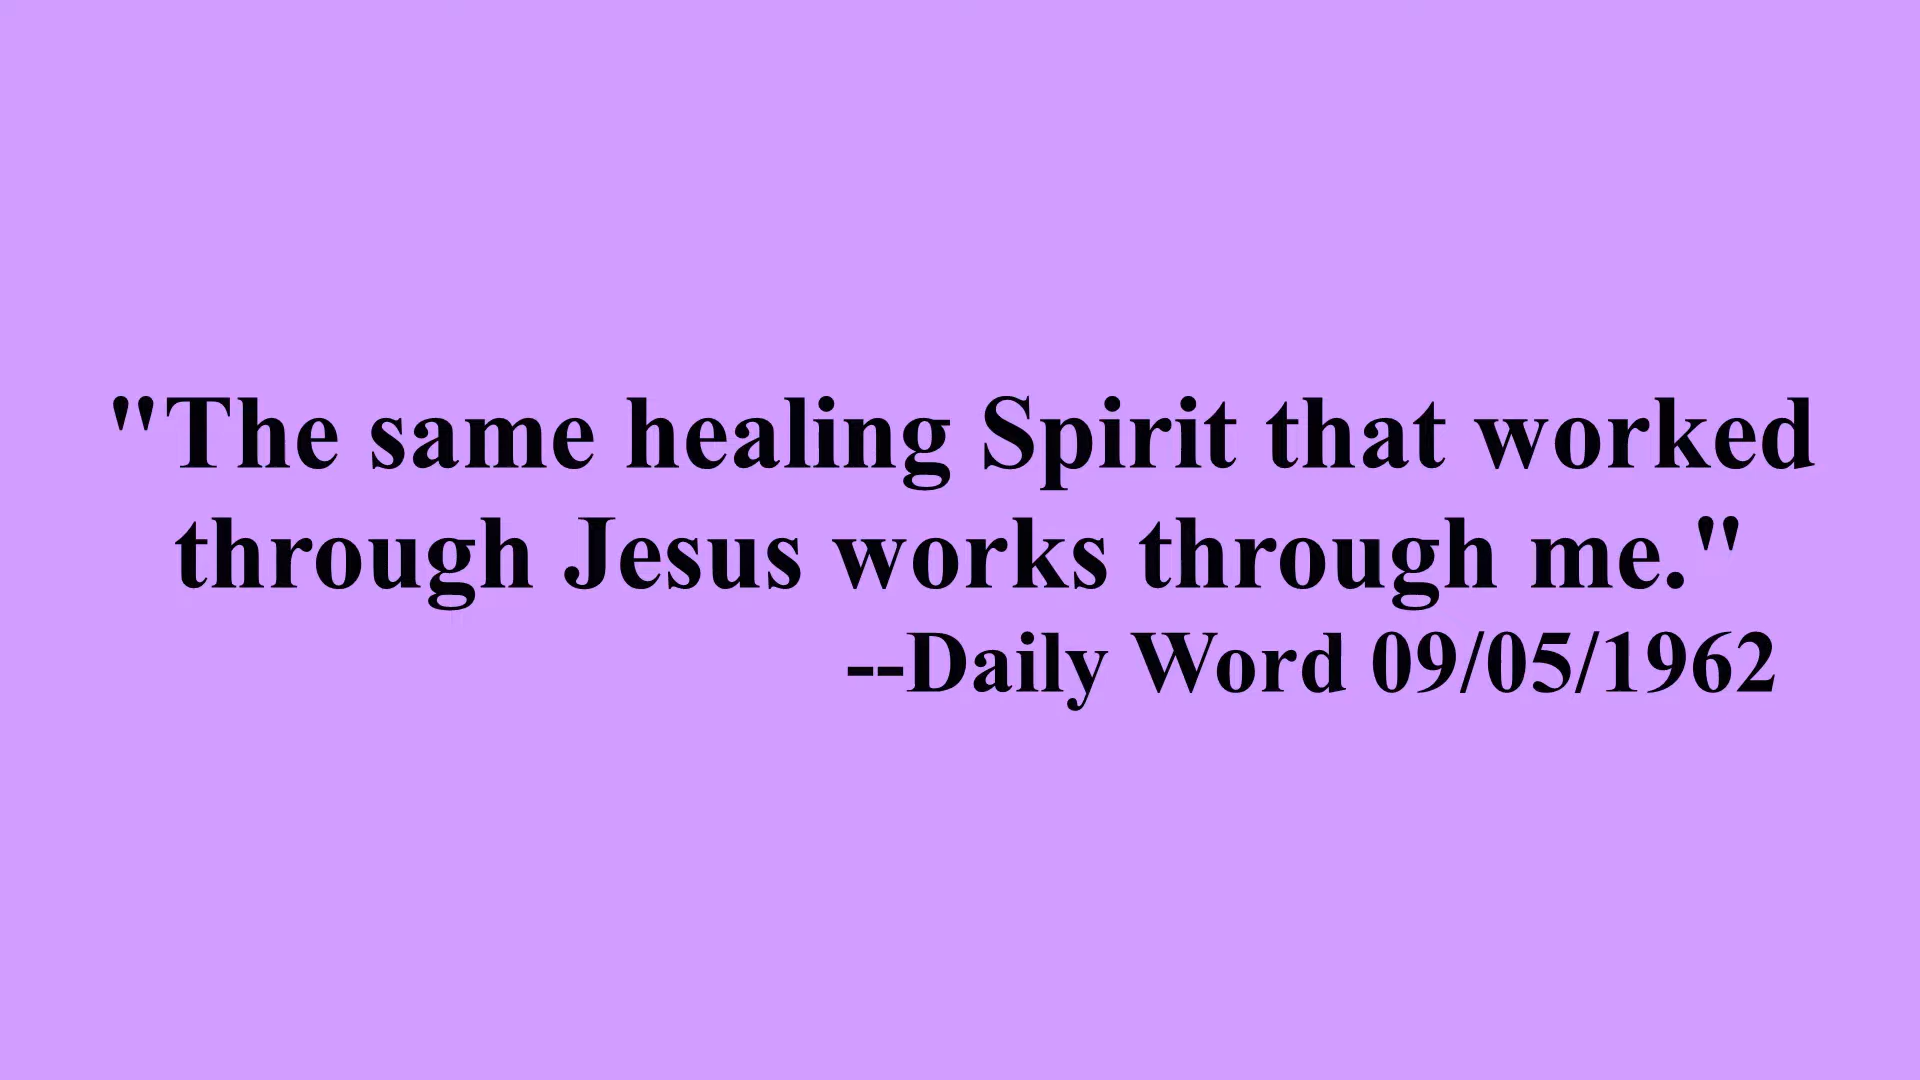 "The same healing Spirit that worked
through Jesus works through me."
--Daily Word 09/05/1962